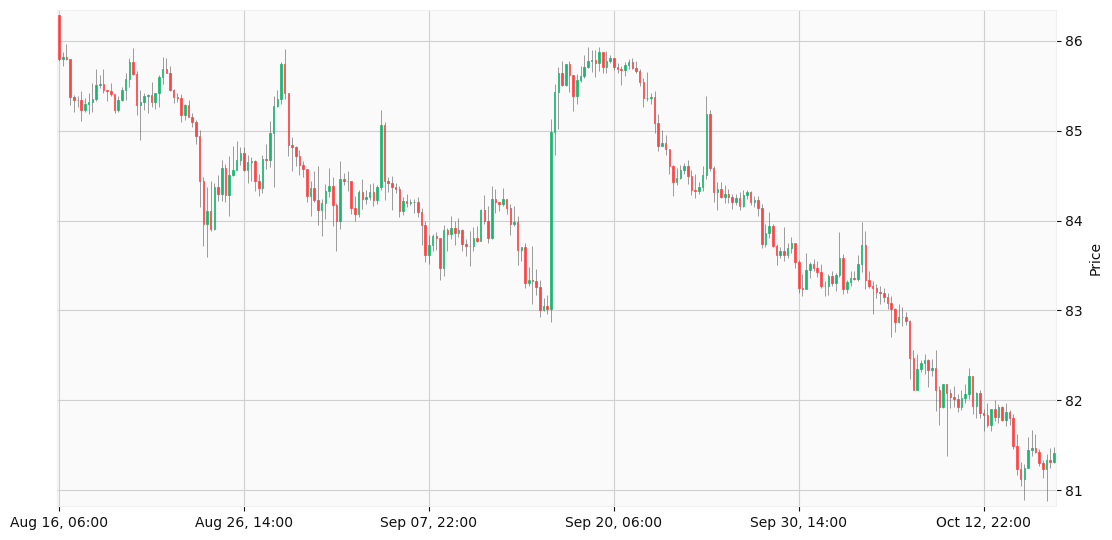 86
85
84
83
82
81
Price
Aug 16, 06:00
Aug 26, 14:00
Sep 07, 22:00
Sep 20, 06:00
Sep 30, 14:00
Oct 12, 22:00